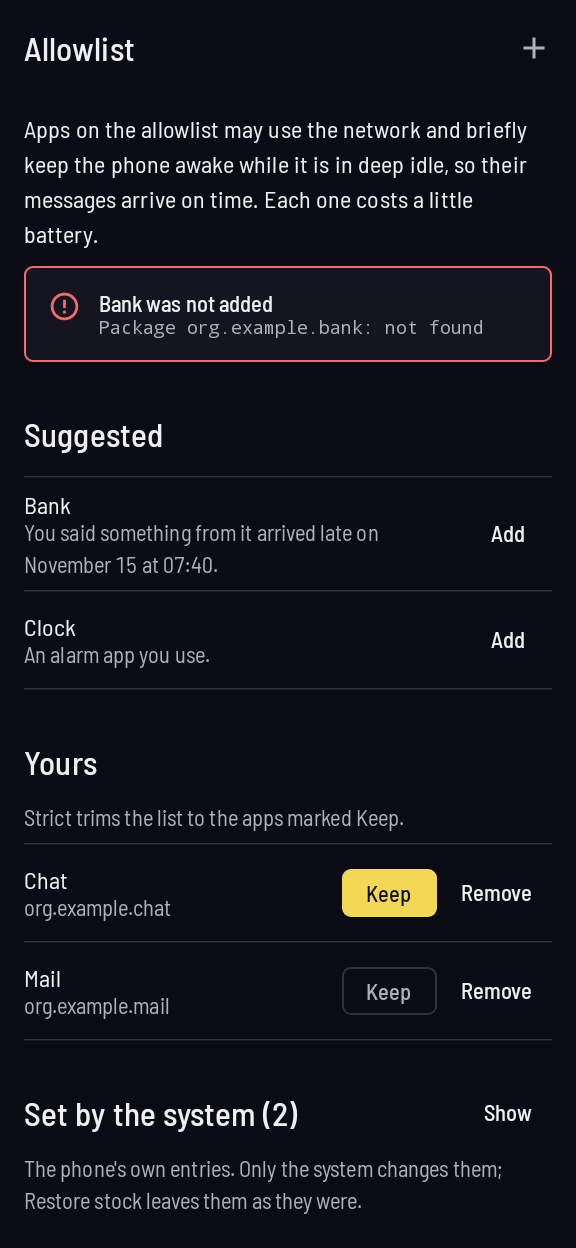 Allowlist
Apps on the allowlist may use the network and briefly
keep the phone awake while it is in deep idle, so their
messages arrive on time. Each one costs a little
battery.
Bank was not added
Package org.example.bank: not found
Suggested
Bank
You said something from it arrived late on
November 15 at 07:40.
Add
Clock
An alarm app you use.
Add
Yours
Strict trims the list to the apps marked Keep.
Chat
org.example.chat
Keep
Remove
Mail
org.example.mail
Keep
Remove
Set by the system (2)
Show
The phone's own entries. Only the system changes them;
Restore stock leaves them as they were.